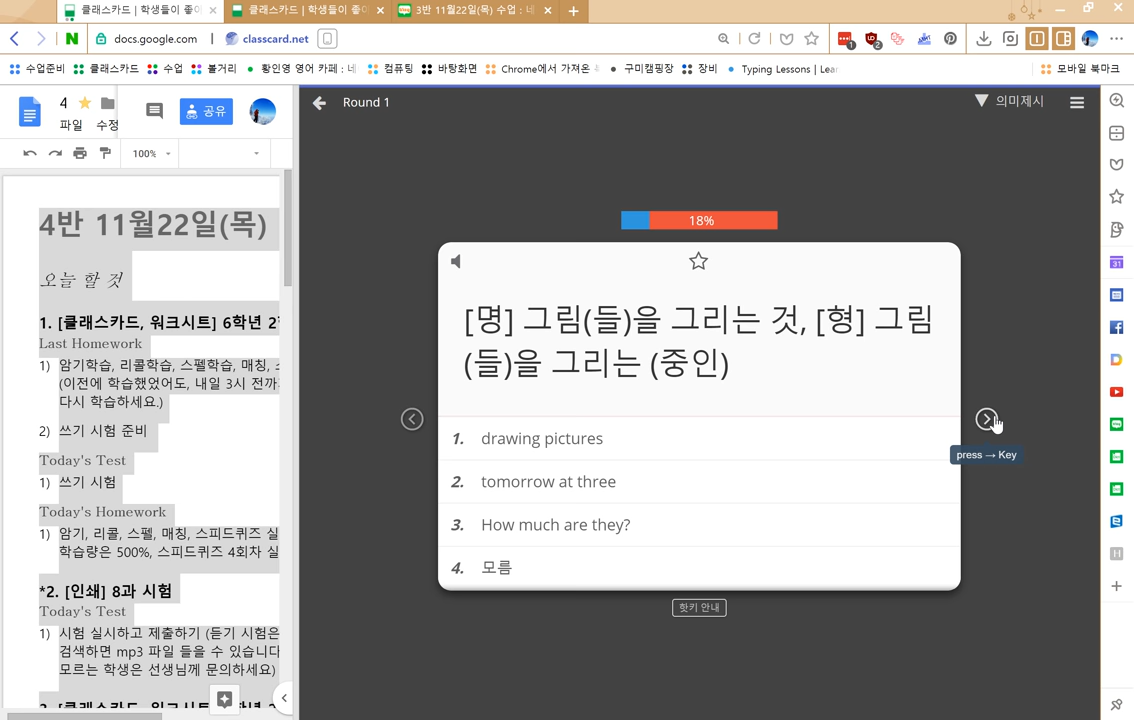 클래스카드 | 학생들이 좋아
클래스카드 | 학생들이 좋아
3반 11월22일(목) 수업 : 네
docs.google.com
classcard.net
수업준비
클래스카드
수업
볼거리
황인영 영어 카페 : 네
컴퓨팅
바탕화면
Chrome에서 가져온
구미캠핑장
장비
Typing Lessons | Lear
모바일 북마크
4
파일 수정
공유
100%
4반 11월22일(목)
오늘 할 것
1. [클래스카드, 워크시트] 6학년 2
Last Homework
1) 암기학습, 리콜학습, 스펠학습, 매칭,
(이전에 학습했었어도, 내일 3시 전까
다시 학습하세요.)
2) 쓰기 시험 준비
Today's Test
1) 쓰기 시험
Today's Homework
1) 암기, 리콜, 스펠, 매칭, 스피드퀴즈 실
학습량은 500%, 스피드퀴즈 4회차 실
*2. [인쇄] 8과 시험
Today's Test
1) 시험 실시하고 제출하기 (듣기 시험은
검색하면 mp3 파일 들을 수 있습니다
모르는 학생은 선생님께 문의하세요)
Round 1
의미제시
18%
[명] 그림(들)을 그리는 것, [형] 그림
(들)을 그리는 (중인)
1. drawing pictures
2. tomorrow at three
3. How much are they?
4. 모름
press → Key
핫키 안내